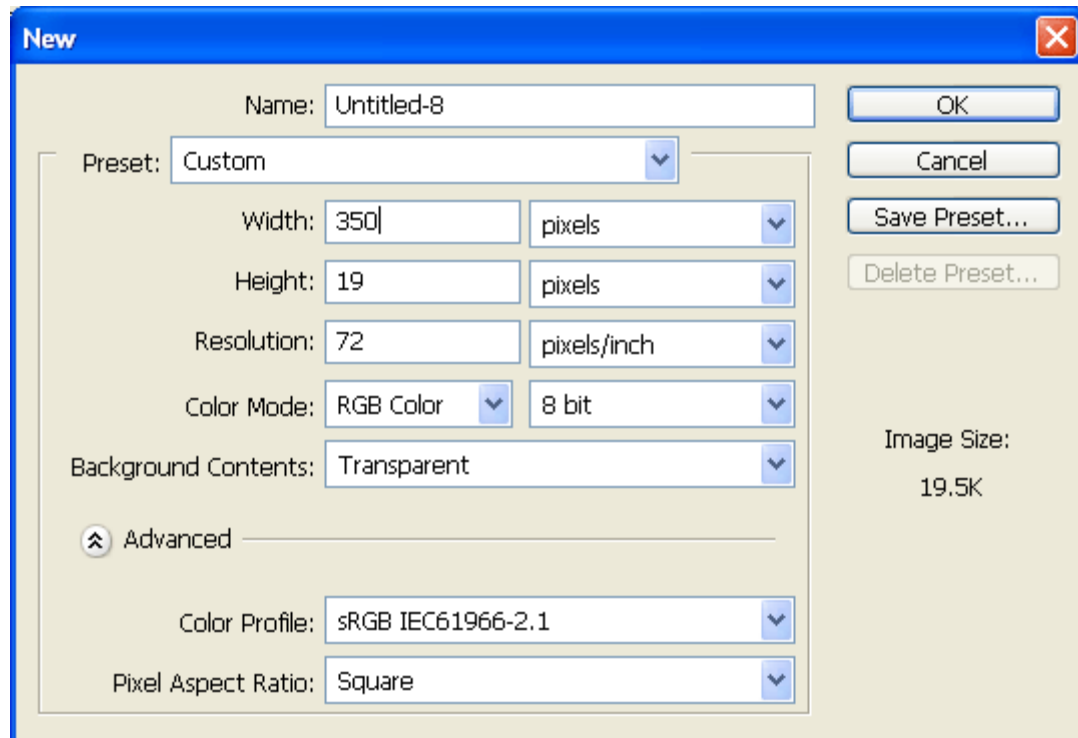 New
Name: Untitled-8
OK
Preset: Custom
Cancel
Width: 350 pixels
Save Preset...
Height: 19 pixels
Delete Preset...
Resolution: 72 pixels/inch
Color Mode: RGB Color 8 bit
Image Size:
Background Contents: Transparent
19.5K
Advanced
Color Profile: sRGB IEC61966-2.1
Pixel Aspect Ratio: Square